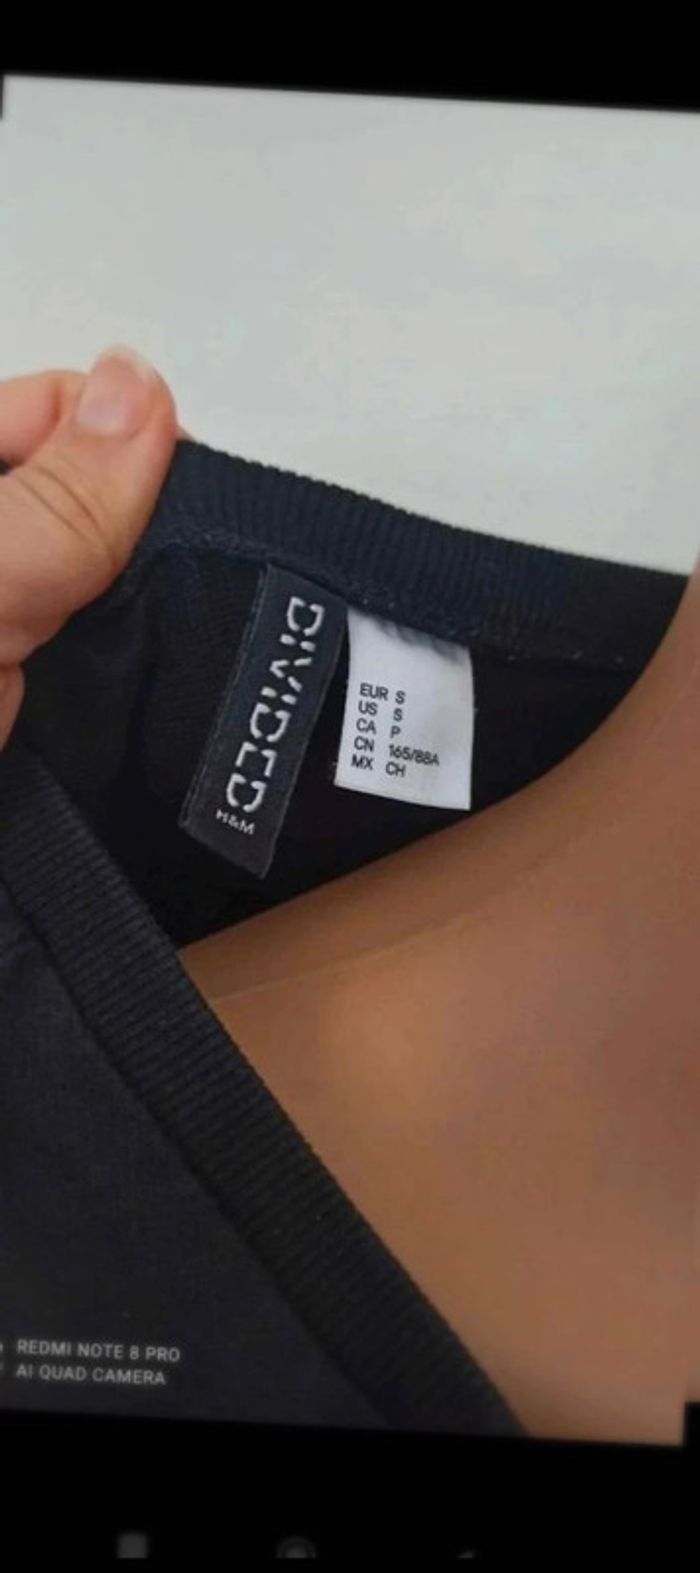 DIVIDED
H&M
EUR S
US S
CA P
CN 165/88A
MX CH
REDMI NOTE 8 PRO
AI QUAD CAMERA